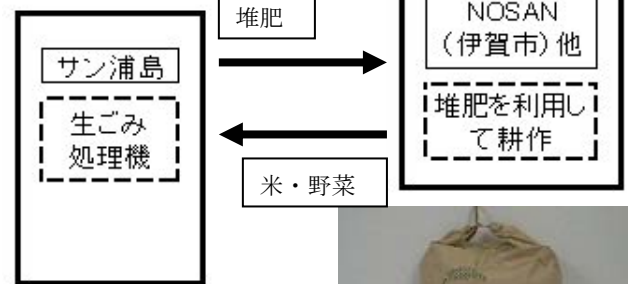 堆肥
NOSAN
(伊賀市)他
サン浦島
生ごみ
処理機
堆肥を利用し
て耕作
米・野菜